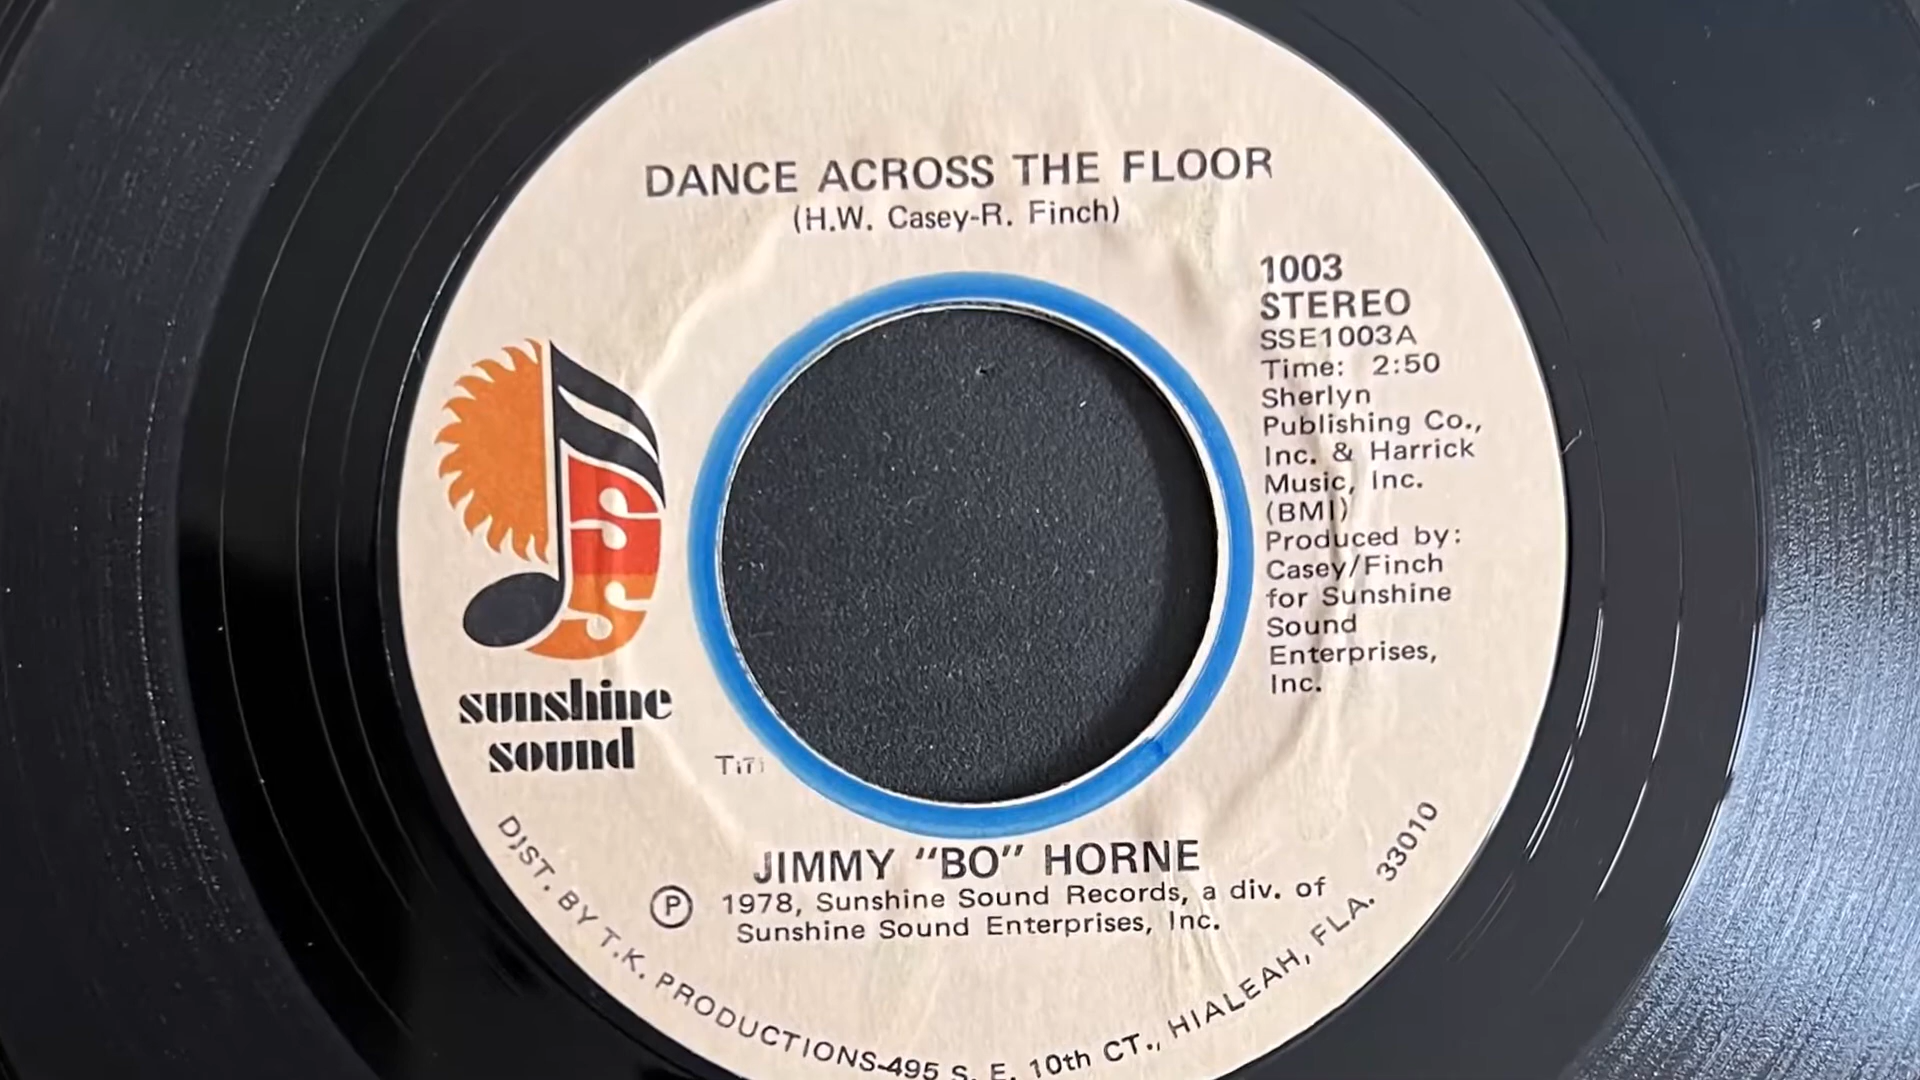 DANCE ACROSS THE FLOOR
(H.W. Casey-R. Finch)
1003
STEREO
SSE1003A
Time: 2:50
Sherlyn
Publishing Co.,
Inc. & Harrick
Music, Inc.
(BMI)
Produced by:
Casey/Finch
for Sunshine
Sound
Enterprises,
Inc.
SS
sunshine
sound
JIMMY "BO" HORNE
Ⓟ 1978, Sunshine Sound Records, a div. of
Sunshine Sound Enterprises, Inc.
DIST. BY T.K. PRODUCTIONS-495 S. E. 10th CT., HIALEAH, FLA. 33010